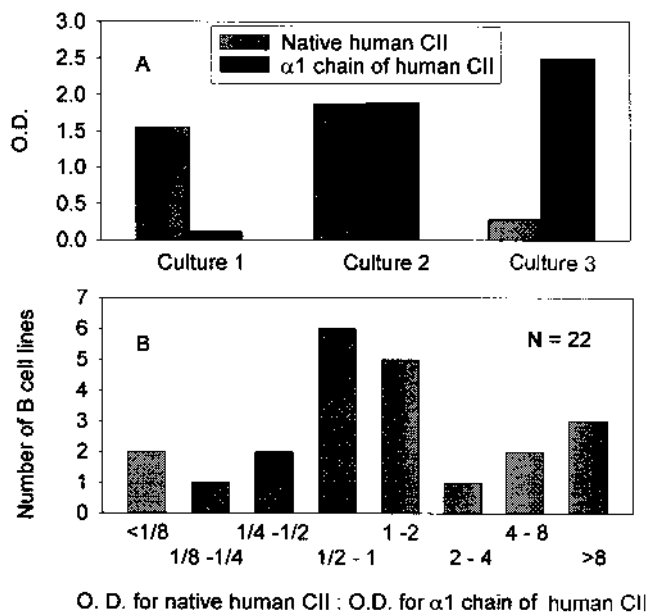 3.0
2.5
2.0
1.5
1.0
0.5
0.0
O.D.
A
Native human CII
α1 chain of human CII
Culture 1 Culture 2 Culture 3
7
6
5
4
3
2
1
0
Number of B cell lines
B
N = 22
<1/8 1/4 -1/2 1 -2 4 - 8
1/8 -1/4 1/2 - 1 2 - 4 >8
O. D. for native human CII : O.D. for α1 chain of human CII